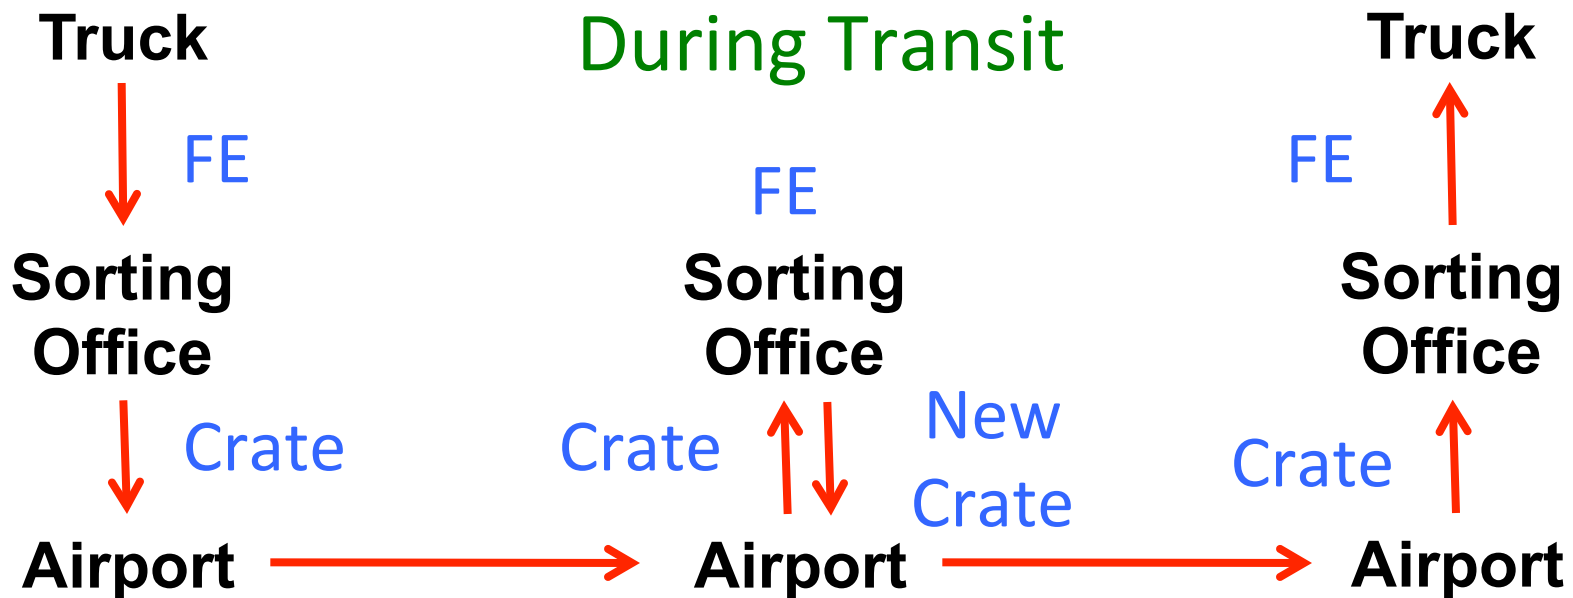 Truck
During Transit
Truck
FE
FE
FE
Sorting
Office
Sorting
Office
Sorting
Office
Crate
Crate
New
Crate
Crate
Airport
Airport
Airport